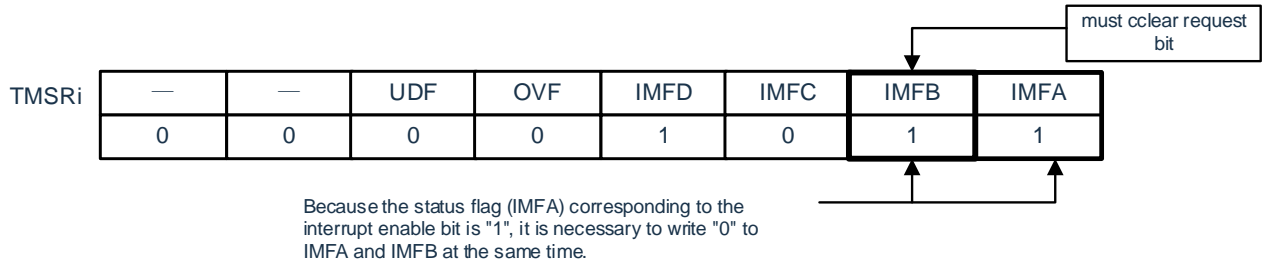 must cclear request
bit
TMSRi
— — UDF OVF IMFD IMFC IMFB IMFA
0 0 0 0 1 0 1 1
Because the status flag (IMFA) corresponding to the
interrupt enable bit is "1", it is necessary to write "0" to
IMFA and IMFB at the same time.